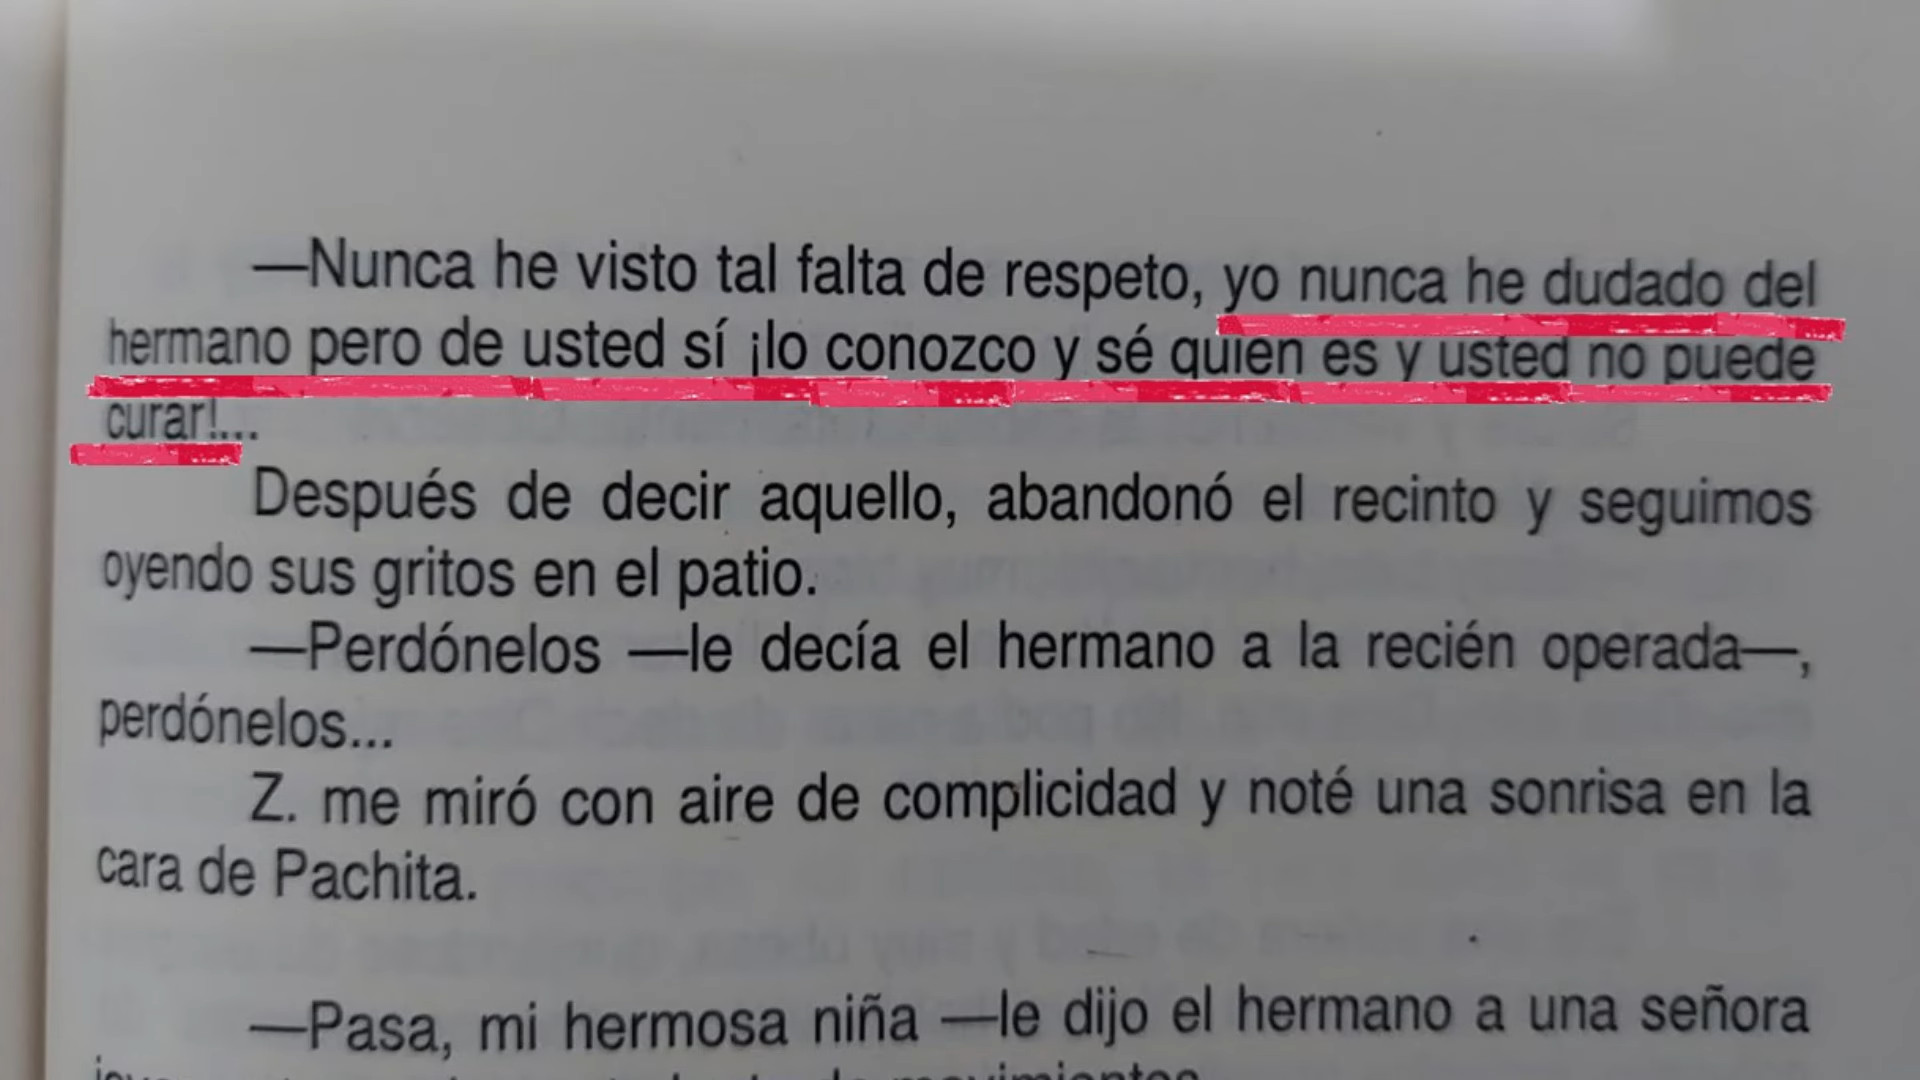 —Nunca he visto tal falta de respeto, yo nunca he dudado del
hermano pero de usted sí ¡lo conozco y sé quien es y usted no puede
curar!...
Después de decir aquello, abandonó el recinto y seguimos
oyendo sus gritos en el patio.
—Perdónelos —le decía el hermano a la recién operada—,
perdónelos...
Z. me miró con aire de complicidad y noté una sonrisa en la
cara de Pachita.
—Pasa, mi hermosa niña —le dijo el hermano a una señora
movimientos